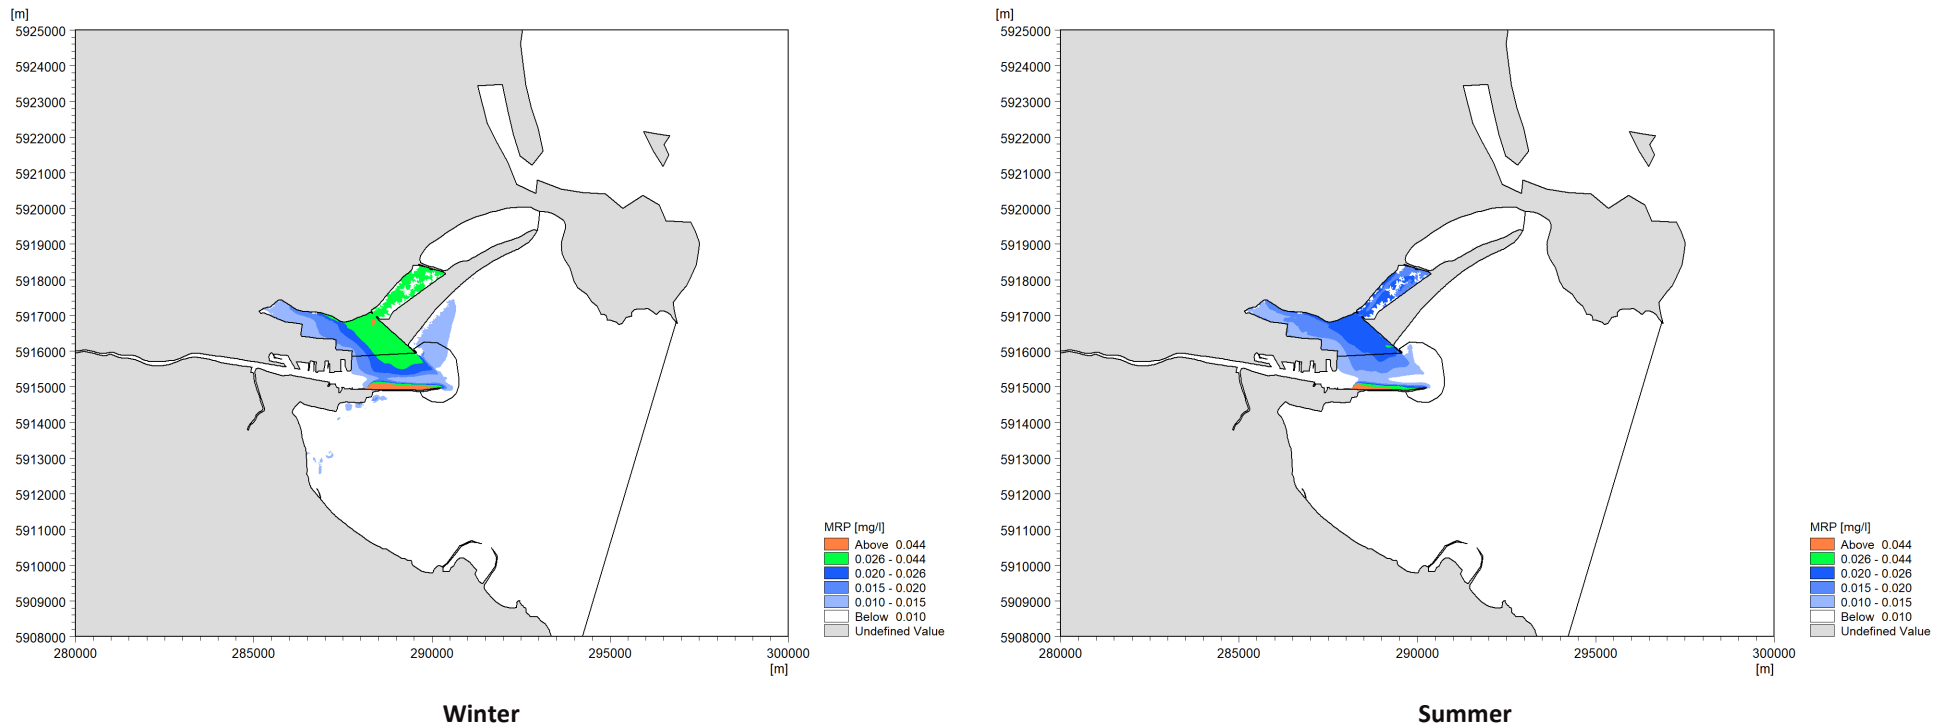 [m]
5925000
5924000
5923000
5922000
5921000
5920000
5919000
5918000
5917000
5916000
5915000
5914000
5913000
5912000
5911000
5910000
5909000
5908000
280000 285000 290000 295000 300000
[m]
MRP [mg/l]
Above 0.044
0.026 - 0.044
0.020 - 0.026
0.015 - 0.020
0.010 - 0.015
Below 0.010
Undefined Value
Winter
[m]
5925000
5924000
5923000
5922000
5921000
5920000
5919000
5918000
5917000
5916000
5915000
5914000
5913000
5912000
5911000
5910000
5909000
5908000
280000 285000 290000 295000 300000
[m]
MRP [mg/l]
Above 0.044
0.026 - 0.044
0.020 - 0.026
0.015 - 0.020
0.010 - 0.015
Below 0.010
Undefined Value
Summer